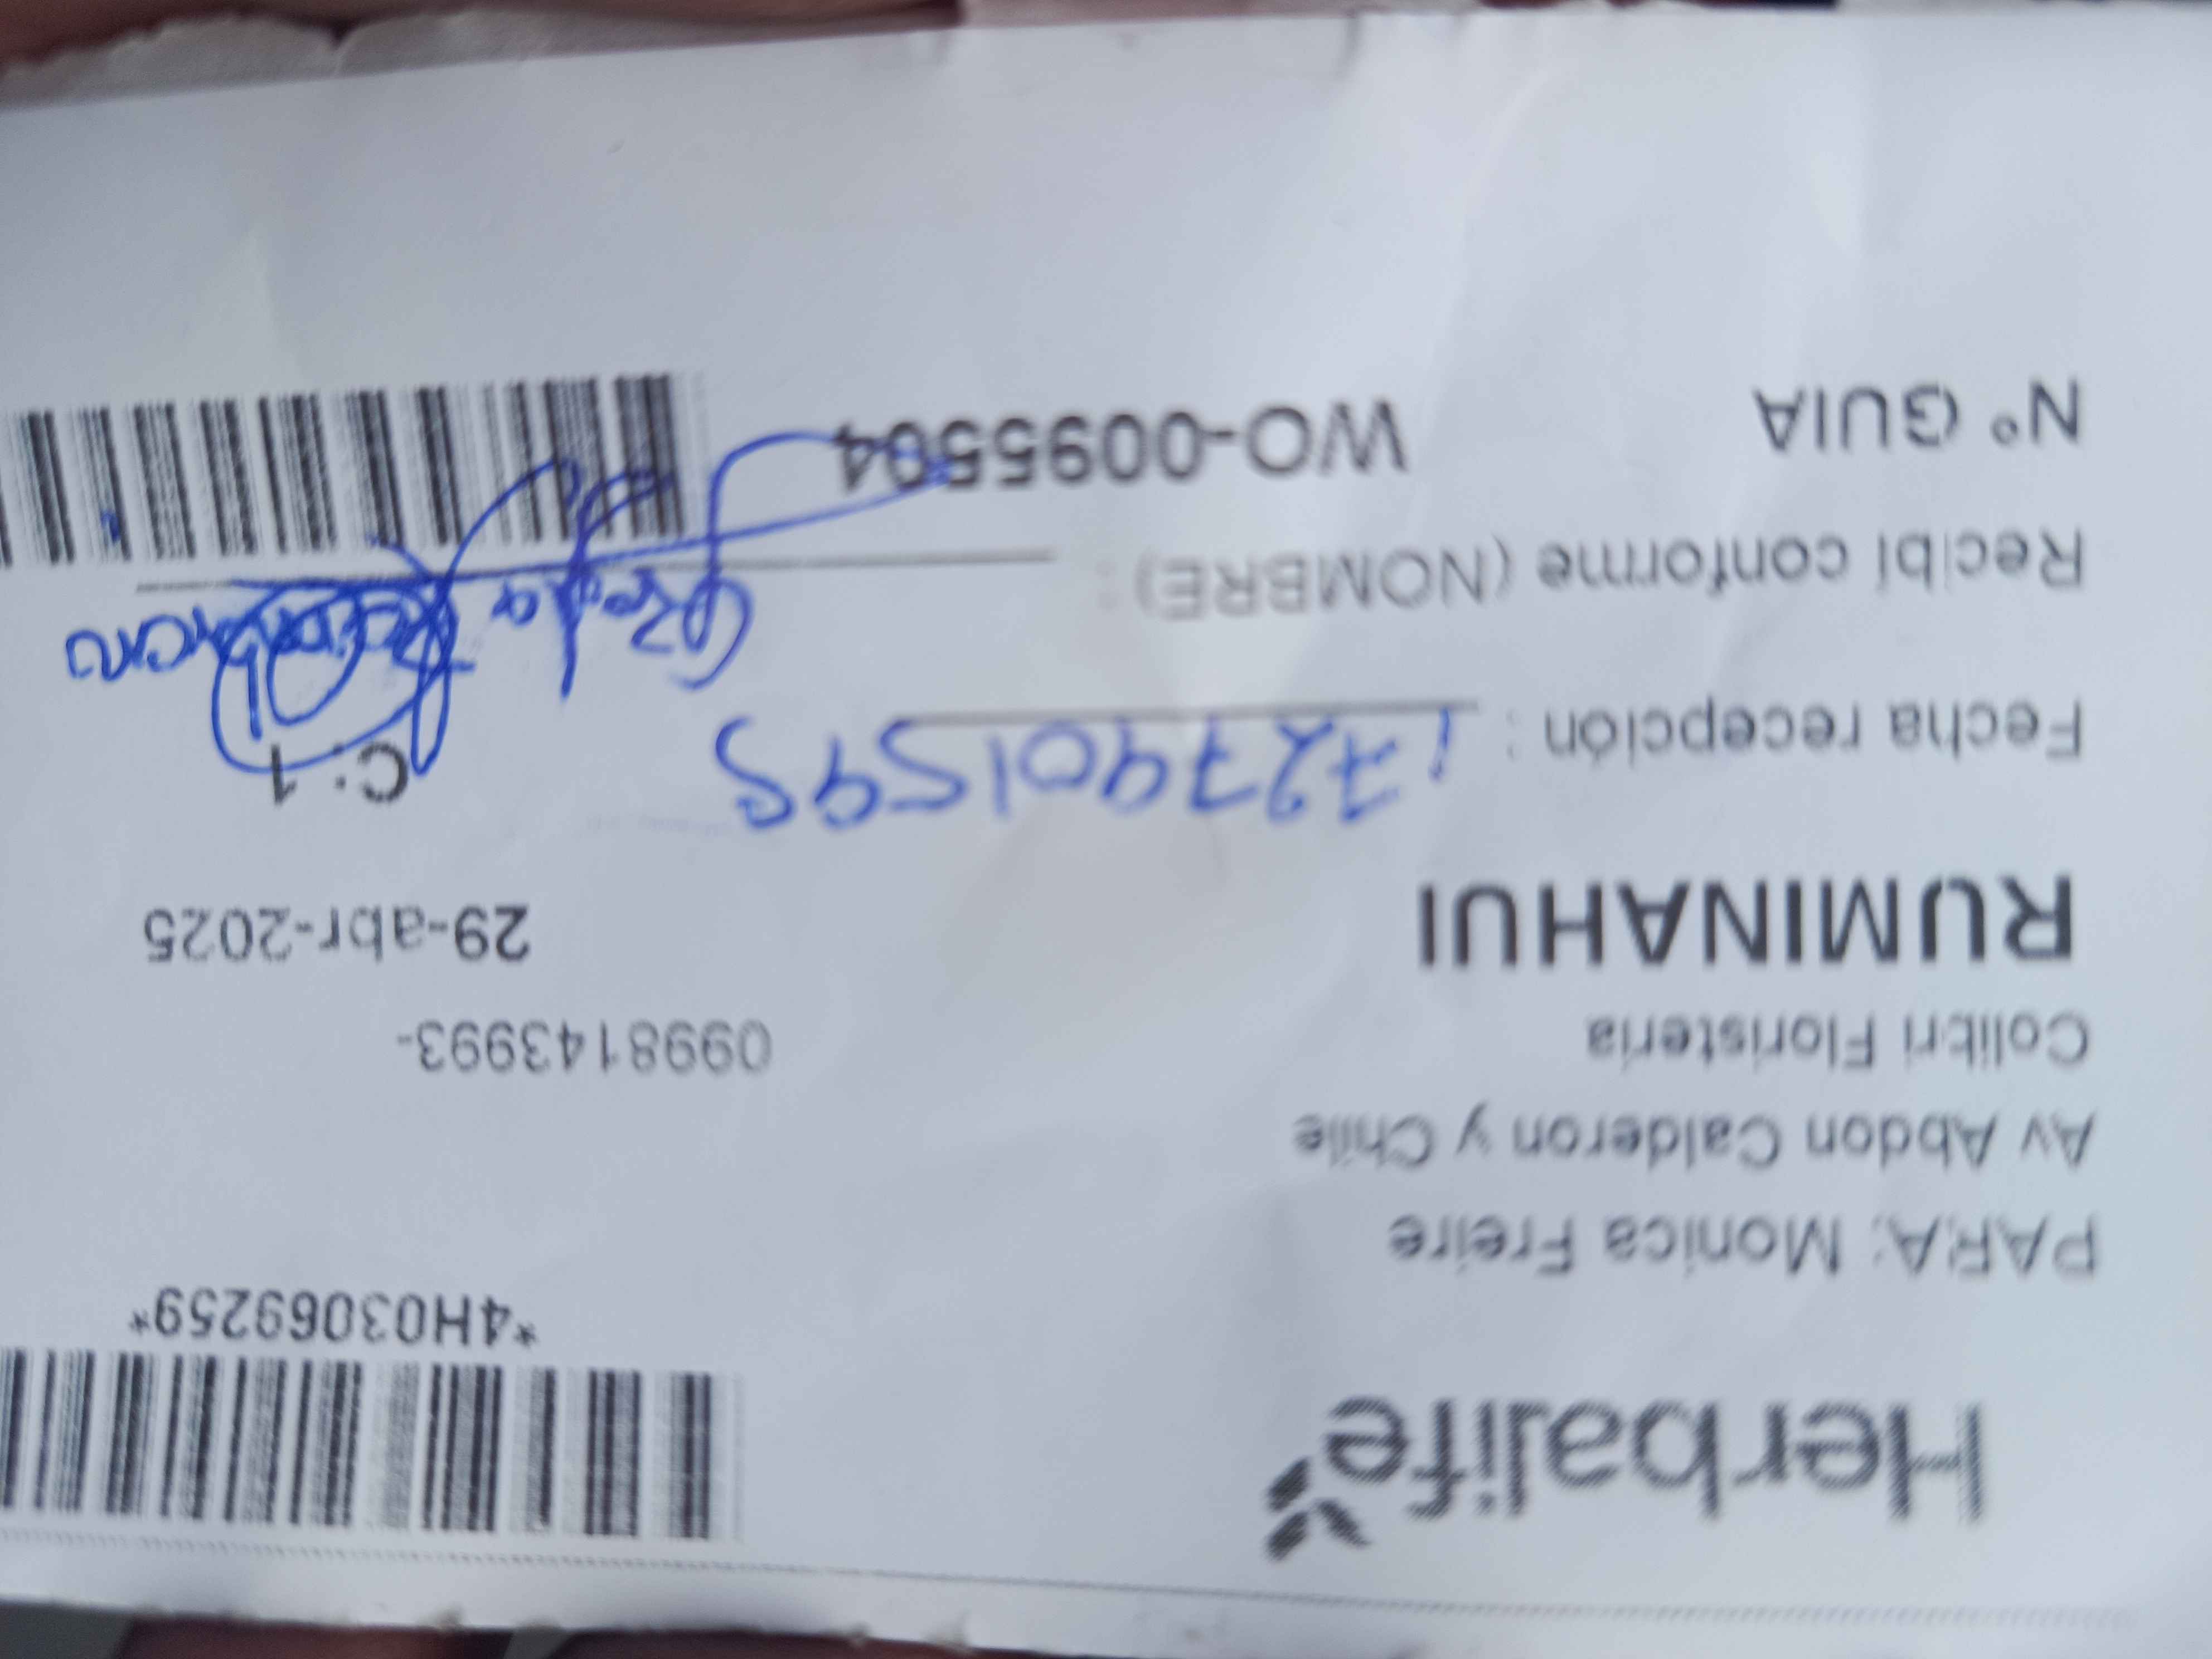 Herbalife
*4H03069259*
PARA: Monica Freire
Av Abdon Calderon y Chile
Colibri Floristeria
0998143993-
RUMINAHUI
29-abr-2025
Fecha recepción : 1727901595
C: 1
Recibí conforme (NOMBRE) :
N° GUIA WO-0095504